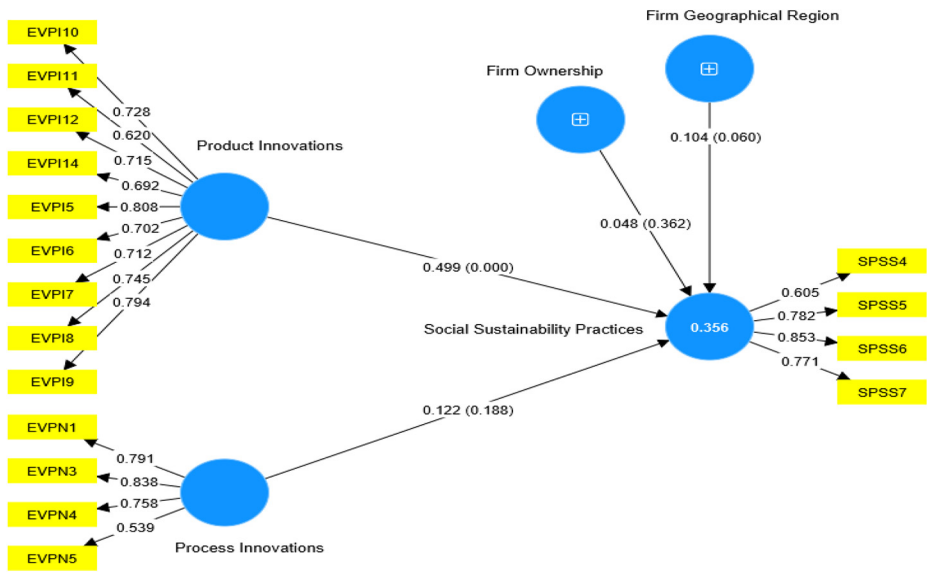 Firm Geographical Region
Firm Ownership
0.104 (0.060)
0.048 (0.362)
EVPI10
EVPI11
EVPI12
EVPI14
EVPI5
EVPI6
EVPI7
EVPI8
EVPI9
0.728
0.620
0.715
0.692
0.808
0.702
0.712
0.745
0.794
Product Innovations
0.499 (0.000)
Social Sustainability Practices
0.356
0.122 (0.188)
EVPN1
EVPN3
EVPN4
EVPN5
0.791
0.838
0.758
0.539
Process Innovations
0.605
0.782
0.853
0.771
SPSS4
SPSS5
SPSS6
SPSS7